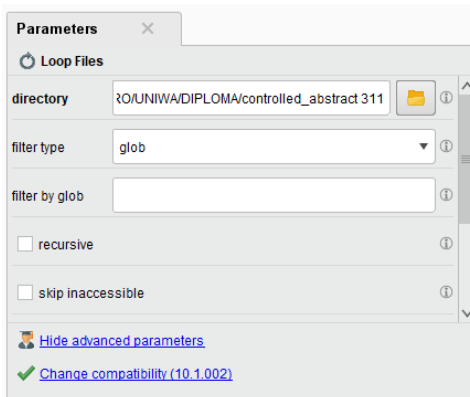 Parameters
Loop Files
directory RO/UNIWA/DIPLOMA/controlled_abstract 311
filter type glob
filter by glob
recursive
skip inaccessible
Hide advanced parameters
Change compatibility (10.1.002)